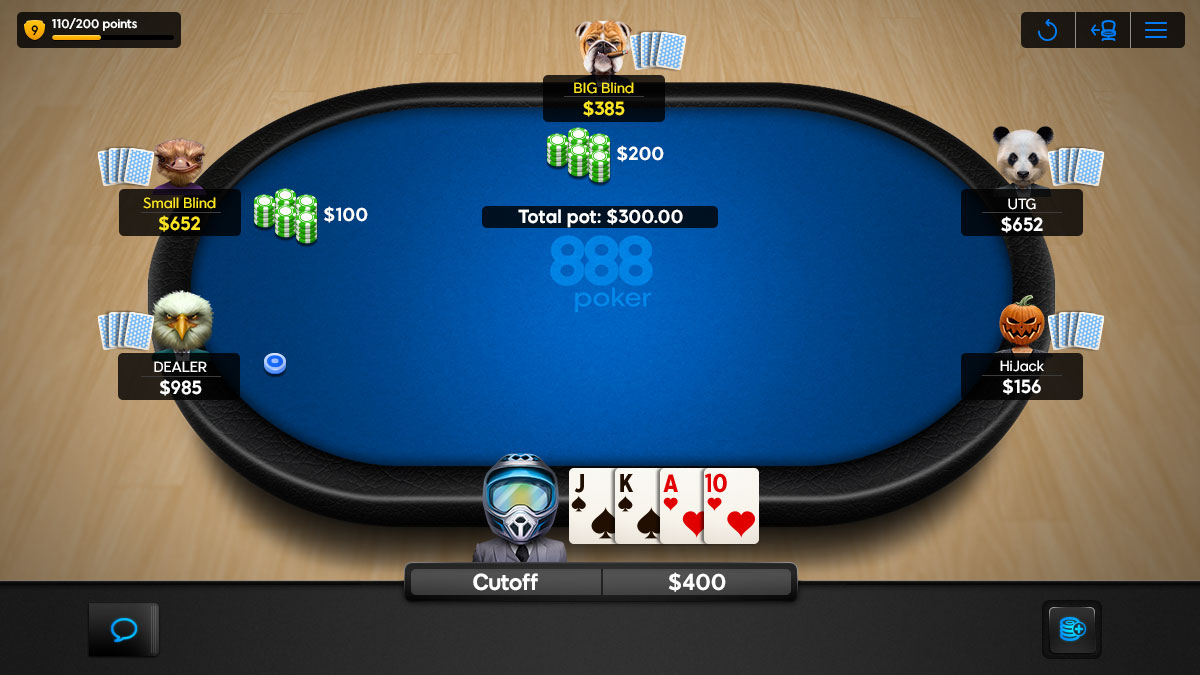 9
110/200 points
BIG Blind
$385
$200
Small Blind
$652
$100
Total pot: $300.00
UTG
$652
888
poker
DEALER
$985
HiJack
$156
J
K
A
10
Cutoff
$400